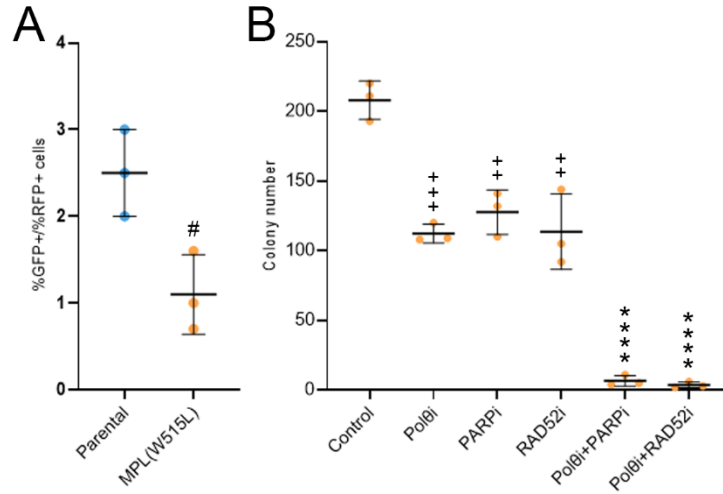 A
B
%GFP+/%RFP+ cells
4
3
2
1
0
#
Parental
MPL(W515L)
Colony number
250
200
150
100
50
0
+++
++
++
****
****
Control
Polθi
PARPi
RAD52i
Polθi+PARPi
Polθi+RAD52i